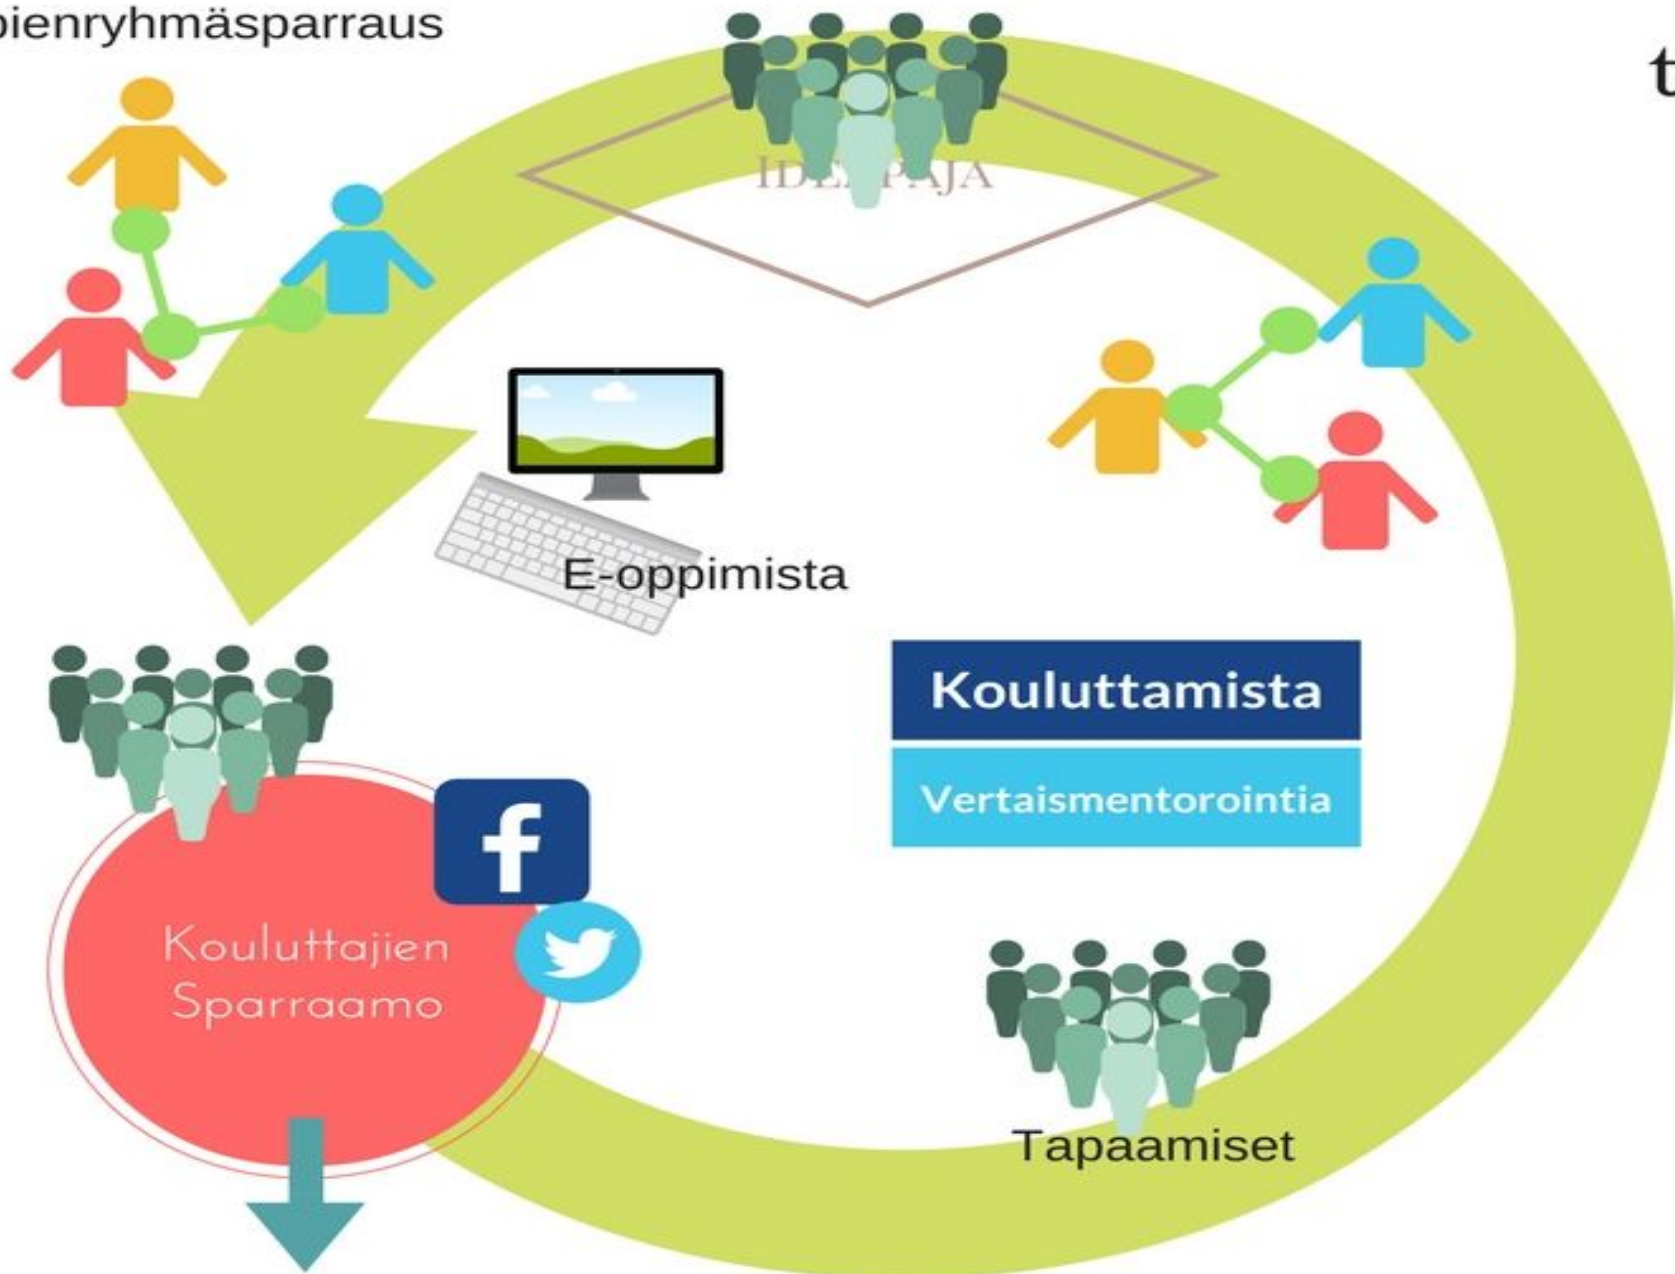 pienryhmäsparraus
t
E-oppimista
Kouluttamista
Vertaismentorointia
Kouluttajien
Sparraamo
Tapaamiset